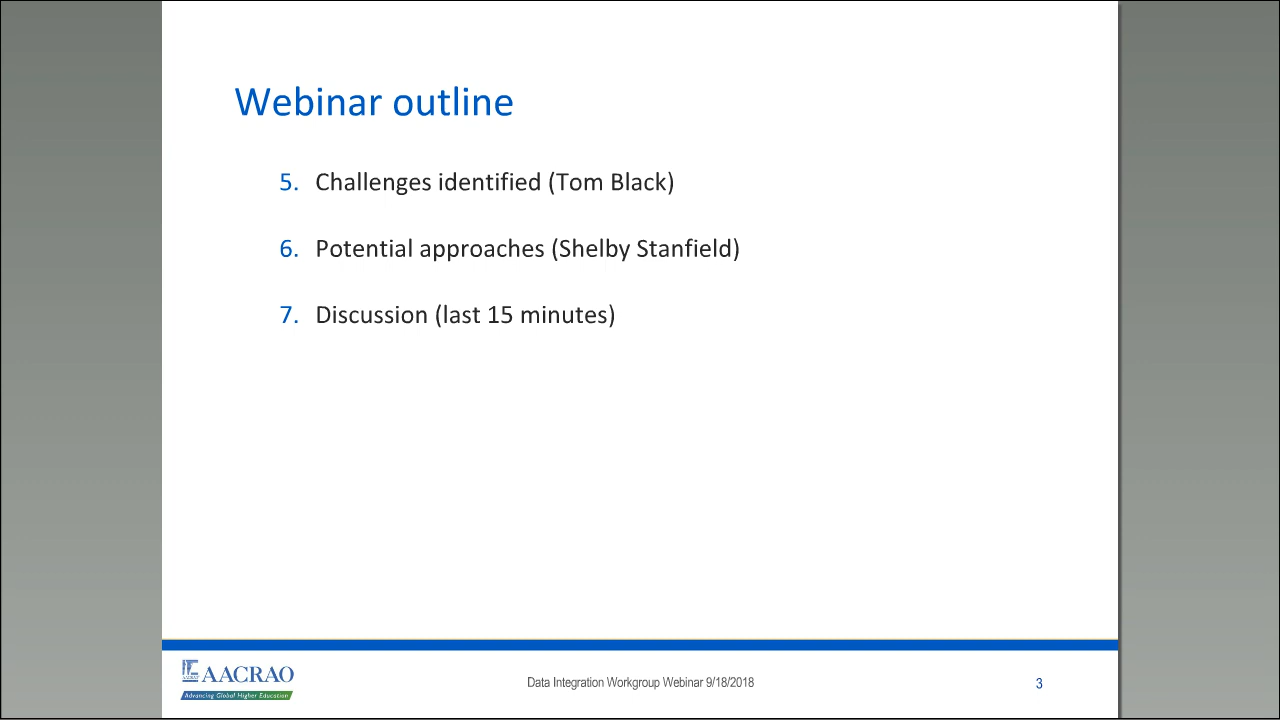 Webinar outline
5. Challenges identified (Tom Black)
6. Potential approaches (Shelby Stanfield)
7. Discussion (last 15 minutes)
AACRAO
Advancing Global Higher Education
Data Integration Workgroup Webinar 9/18/2018
3